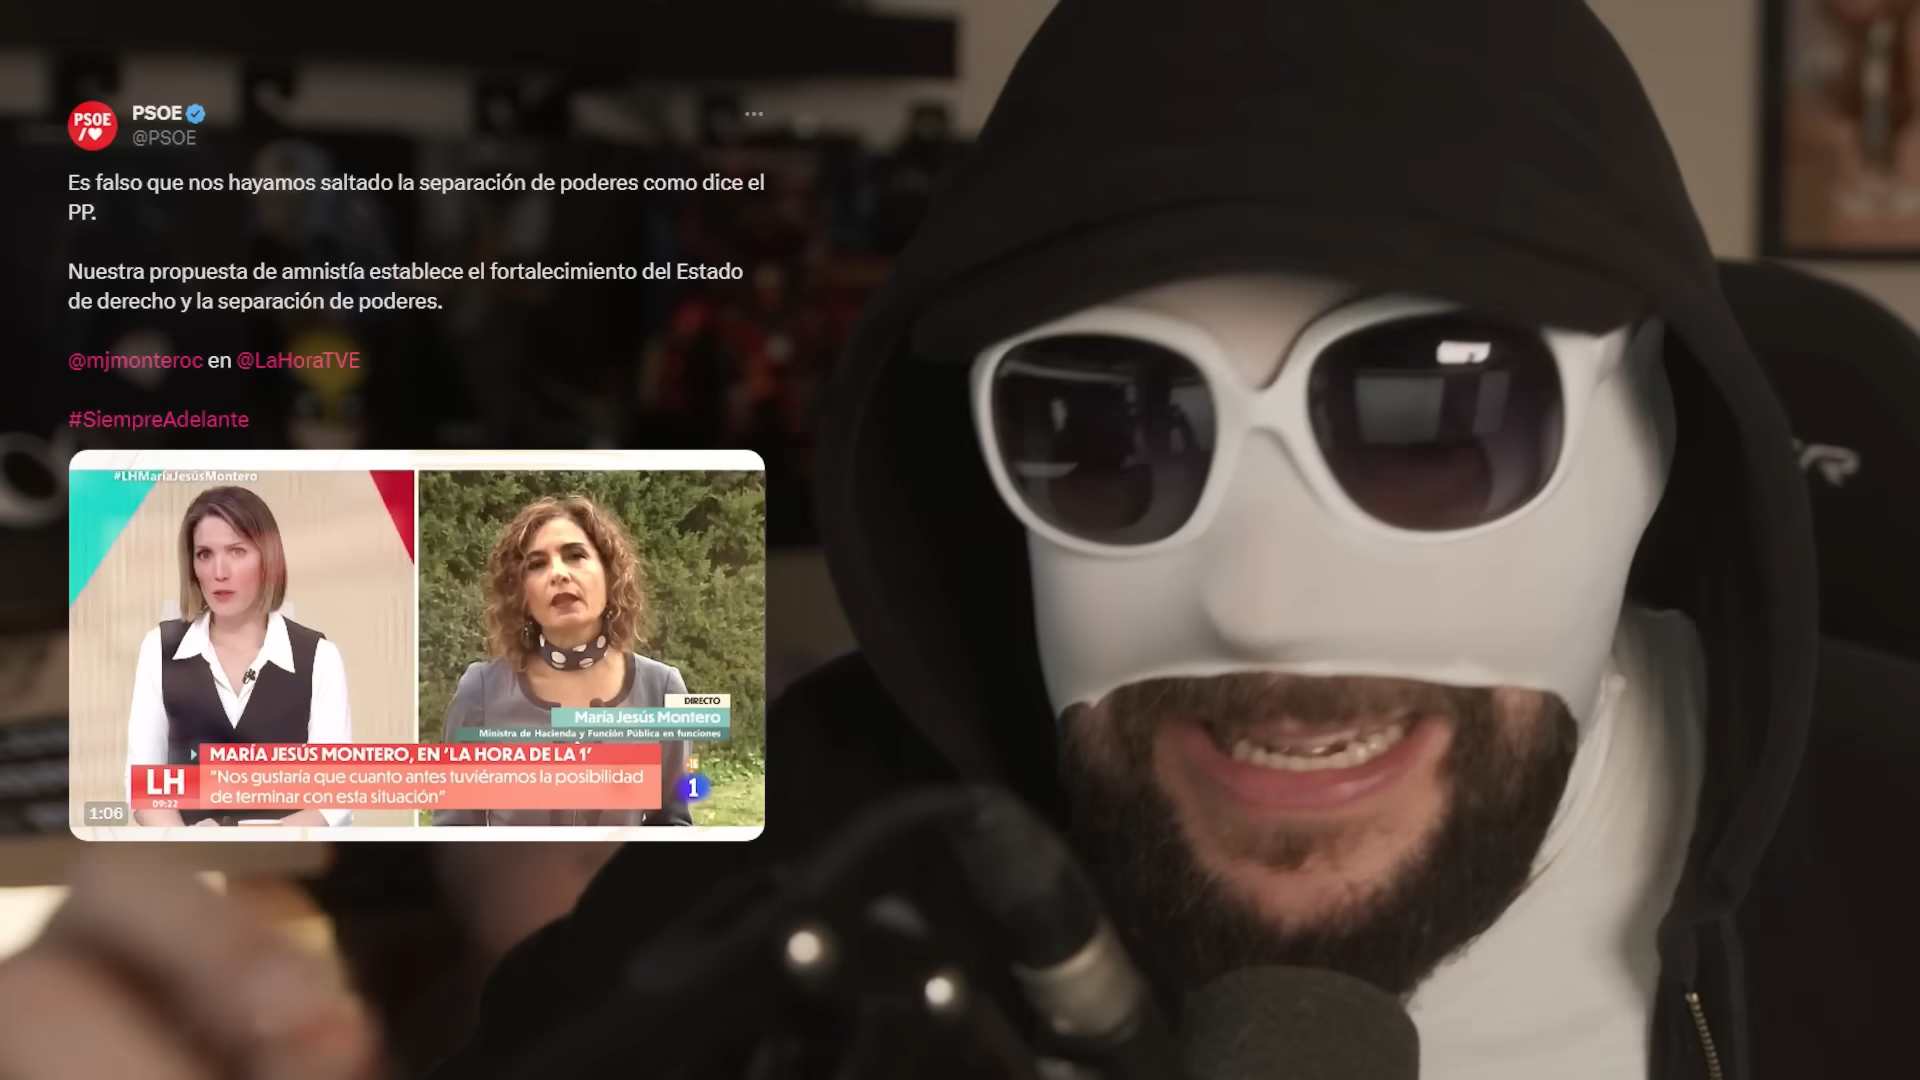 PSOE
PSOE
@PSOE
...
Es falso que nos hayamos saltado la separación de poderes como dice el
PP.
Nuestra propuesta de amnistía establece el fortalecimiento del Estado
de derecho y la separación de poderes.
@mjmonteroc en @LaHoraTVE
#SiempreAdelante
#LHMaríaJesúsMontero
DIRECTO
María Jesús Montero
Ministra de Hacienda y Función Pública en funciones
MARÍA JESÚS MONTERO, EN 'LA HORA DE LA 1'
LH
"Nos gustaría que cuanto antes tuviéramos la posibilidad
de terminar con esta situación"
09:22
1
1:06